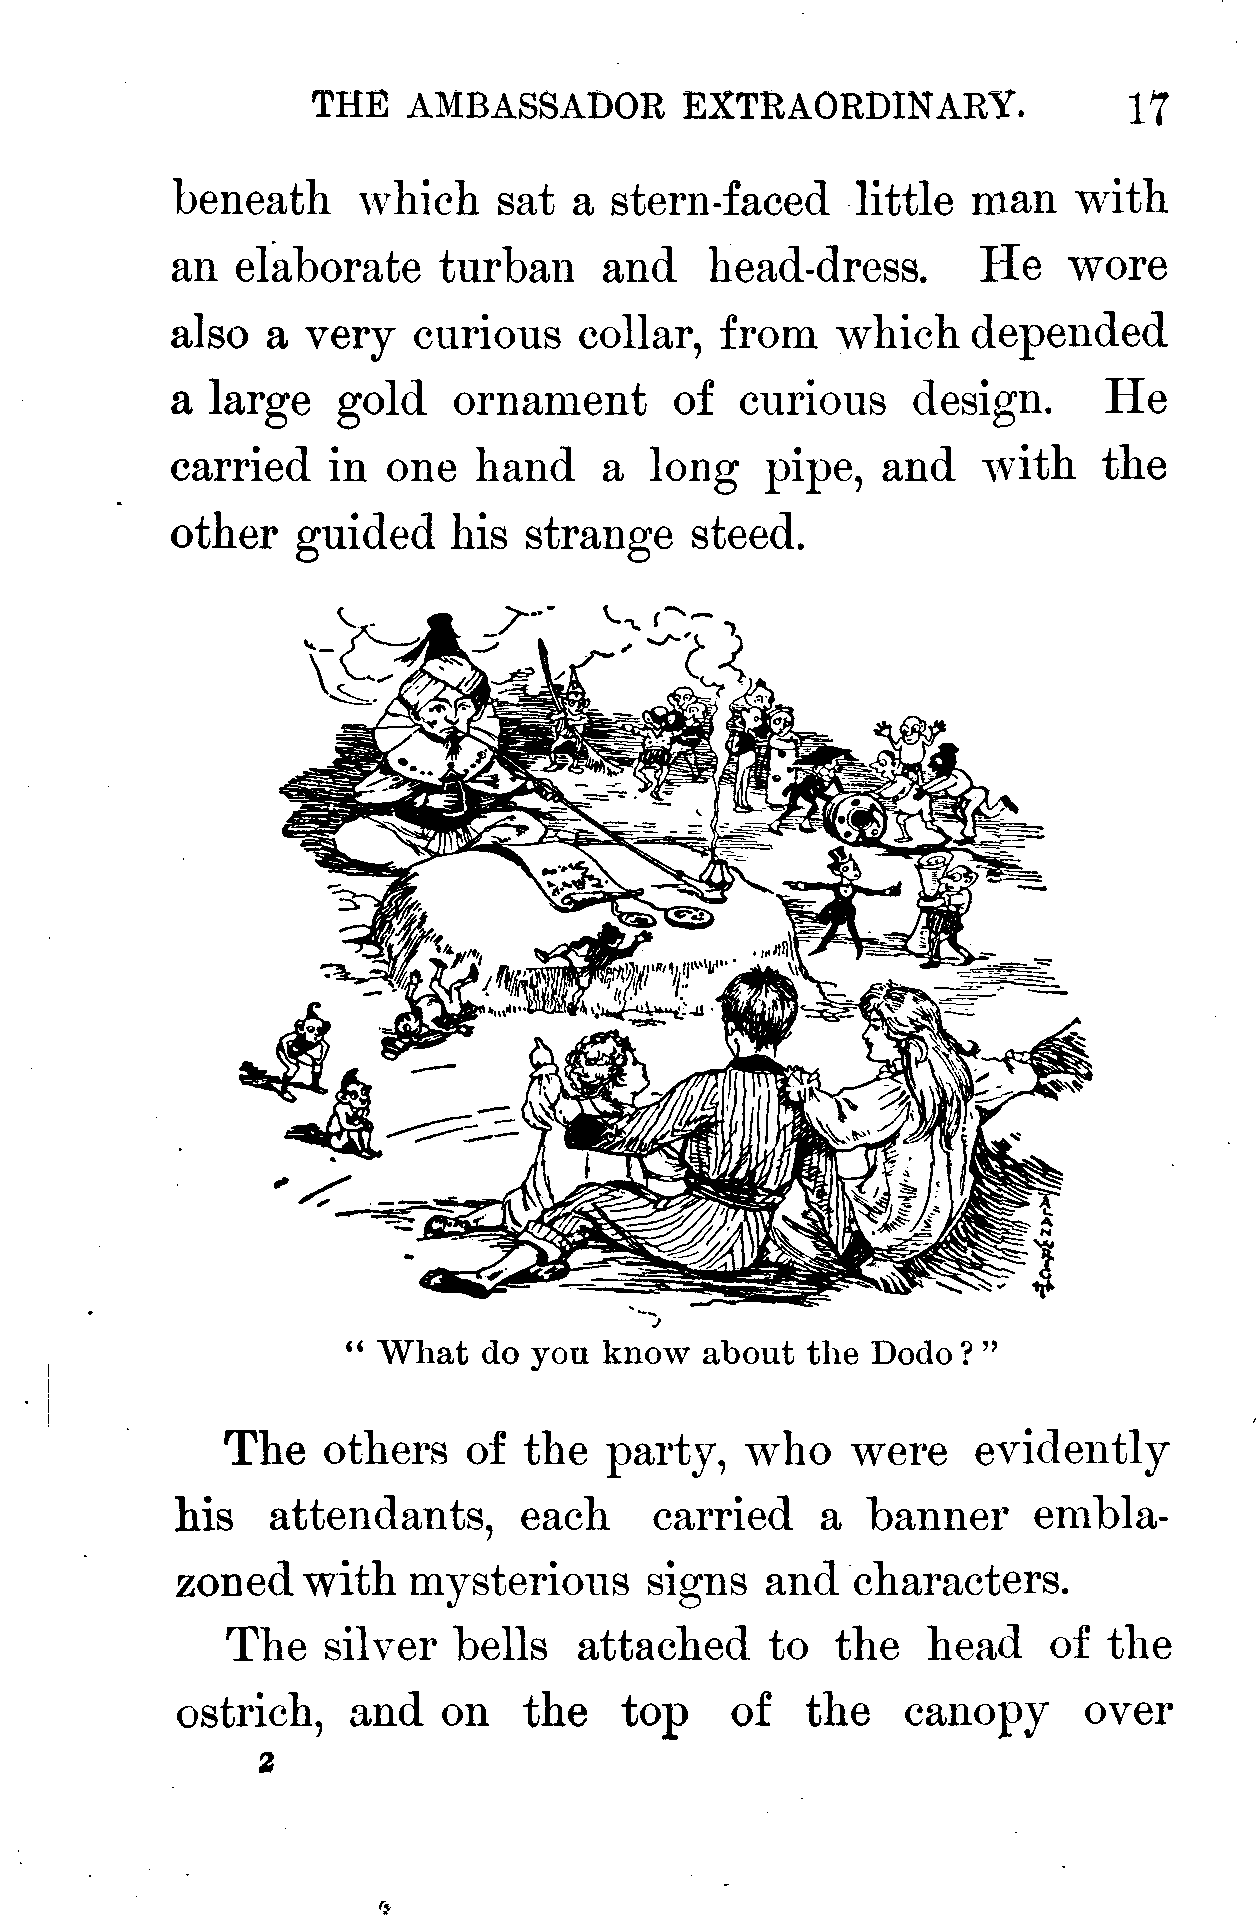 THE AMBASSADOR EXTRAORDINARY. 17
beneath which sat a stern-faced little man with
an elaborate turban and head-dress. He wore
also a very curious collar, from which depended
a large gold ornament of curious design. He
carried in one hand a long pipe, and with the
other guided his strange steed.
ALAN WRIGHT
“ What do you know about the Dodo ? ”
The others of the party, who were evidently
his attendants, each carried a banner embla-
zoned with mysterious signs and characters.
The silver bells attached to the head of the
ostrich, and on the top of the canopy over
2